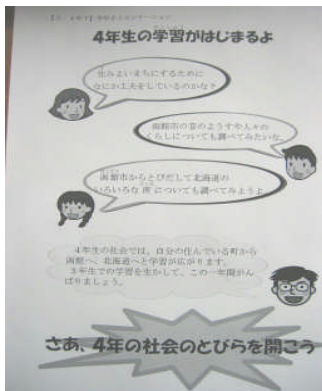 4年生の学習がはじまるよ
住みよいまちにするために
なにか工夫をしているのかな？
函館市の昔のようすや人々の
くらしについても調べてみたいな
函館市からとびだして北海道の
いろいろな所についても調べてみようよ
4年生の社会では、自分の住んでいる町から
函館へ、北海道へと学習が広がります。
3年生での学習を生かして、この一年間がん
ばりましょう。
さあ、4年の社会のとびらを開こう